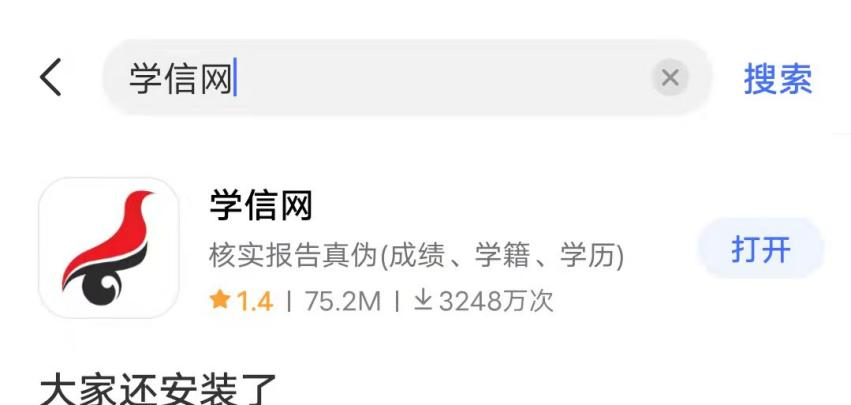 学信网
搜索
学信网
核实报告真伪(成绩、学籍、学历)
打开
1.4 | 75.2M | 3248万次
大家还安装了